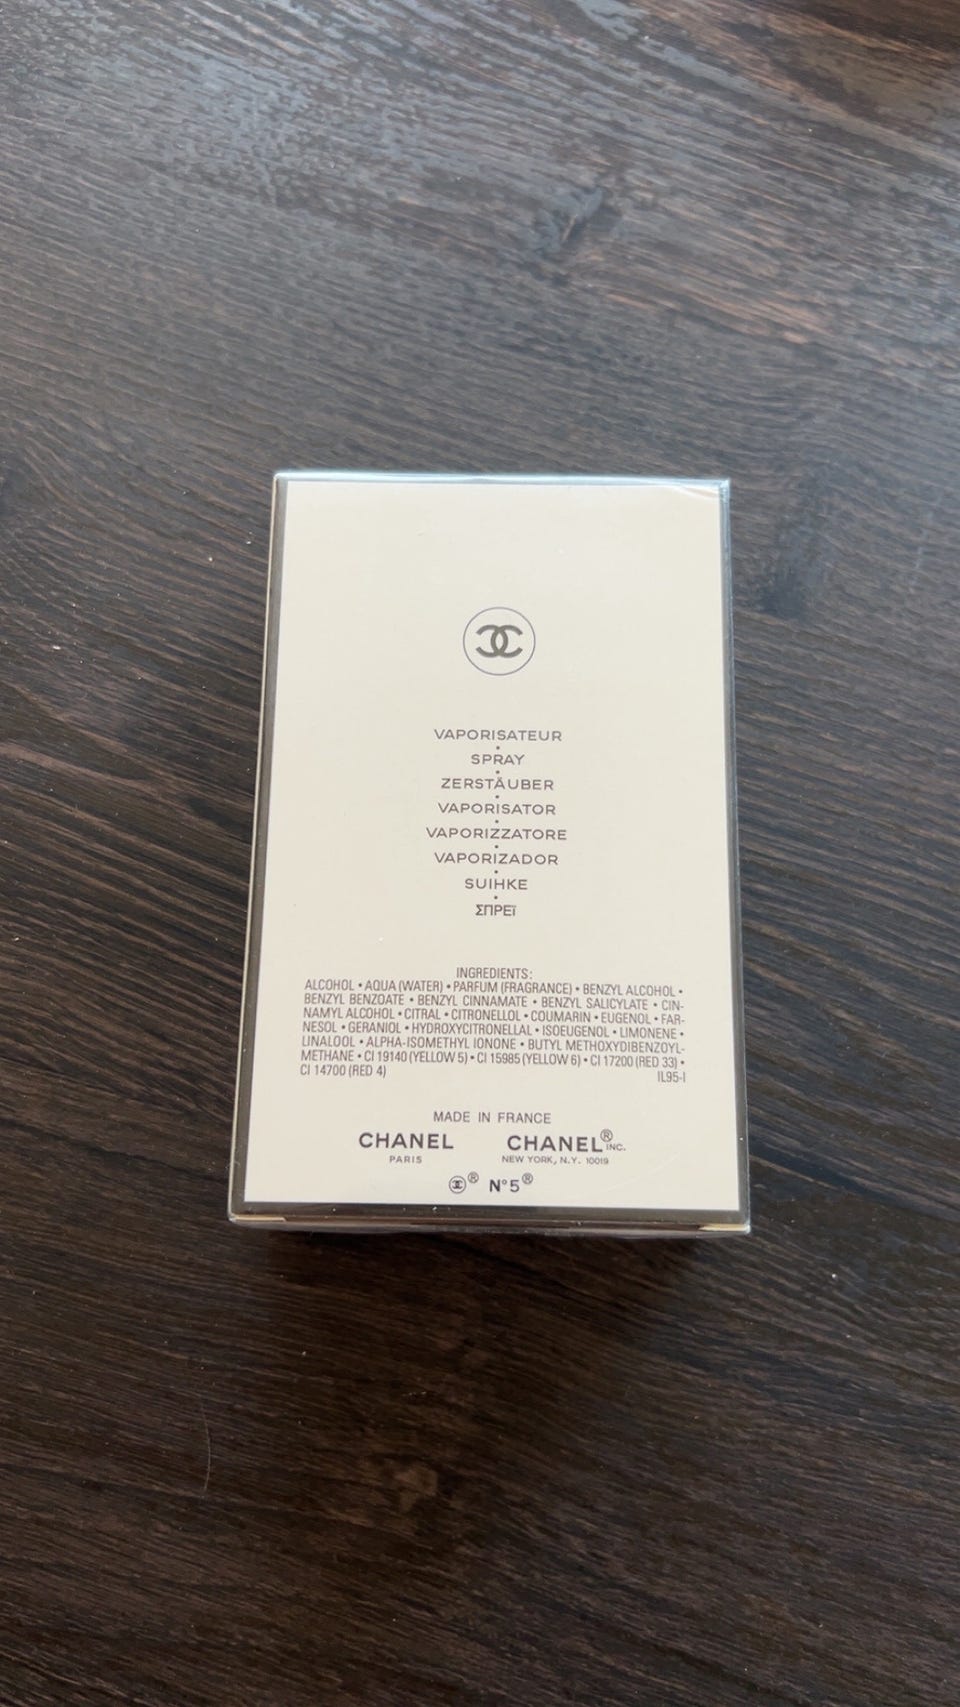 VAPORISATEUR
•
SPRAY
•
ZERSTÄUBER
•
VAPORISATOR
•
VAPORIZZATORE
•
VAPORIZADOR
•
SUIHKE
•
ΣΠΡΕΪ
INGREDIENTS:
ALCOHOL • AQUA (WATER) • PARFUM (FRAGRANCE) • BENZYL ALCOHOL •
BENZYL BENZOATE • BENZYL CINNAMATE • BENZYL SALICYLATE • CIN-
NAMYL ALCOHOL • CITRAL • CITRONELLOL • COUMARIN • EUGENOL • FAR-
NESOL • GERANIOL • HYDROXYCITRONELLAL • ISOEUGENOL • LIMONENE •
LINALOOL • ALPHA-ISOMETHYL IONONE • BUTYL METHOXYDIBENZOYL-
METHANE • CI 19140 (YELLOW 5) • CI 15985 (YELLOW 6) • CI 17200 (RED 33) •
CI 14700 (RED 4) IL95-I
MADE IN FRANCE
CHANEL CHANEL® INC.
PARIS NEW YORK, N.Y. 10019
® N°5®